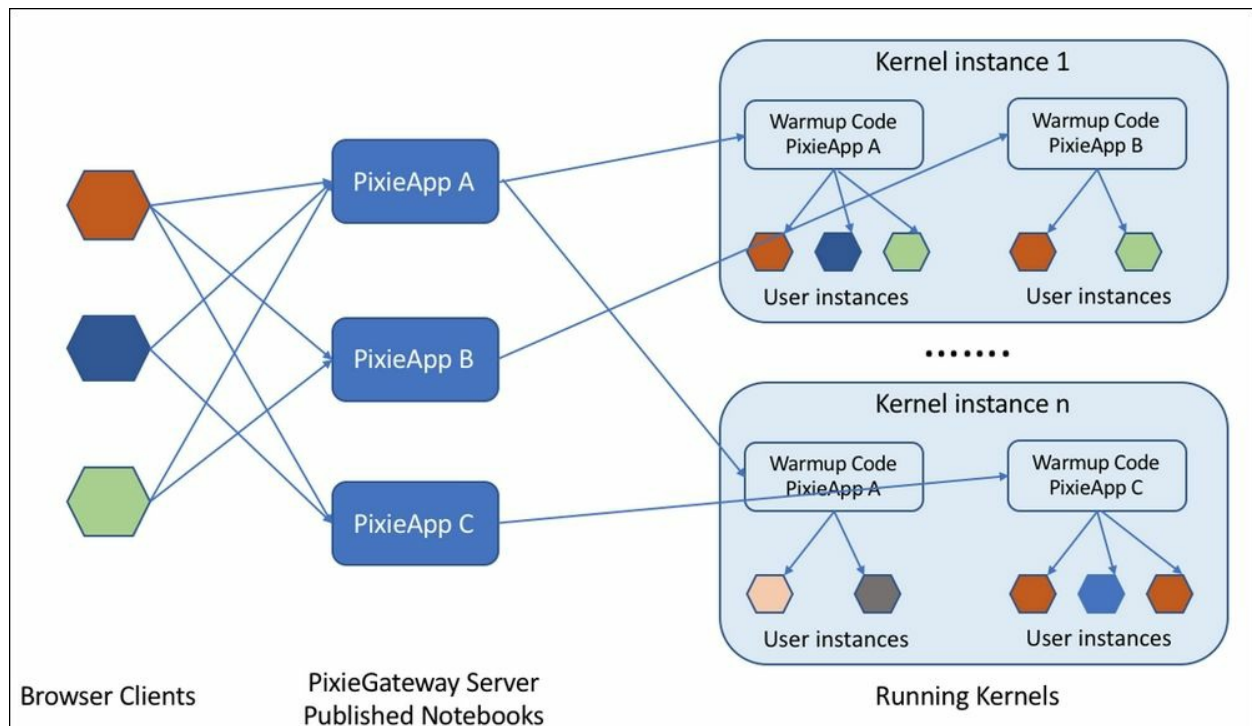 Kernel instance 1
Warmup Code
PixieApp A
Warmup Code
PixieApp B
User instances
User instances
PixieApp A
PixieApp B
PixieApp C
.......
Kernel instance n
Warmup Code
PixieApp A
Warmup Code
PixieApp C
User instances
User instances
Browser Clients
PixieGateway Server
Published Notebooks
Running Kernels